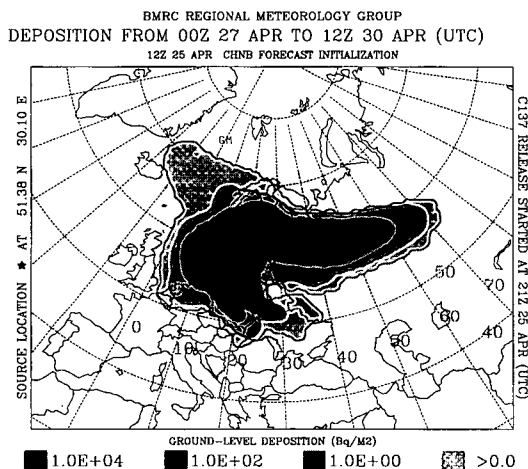 BMRC REGIONAL METEOROLOGY GROUP
DEPOSITION FROM 00Z 27 APR TO 12Z 30 APR (UTC)
12Z 25 APR CHNB FORECAST INITIALIZATION
SOURCE LOCATION ★ AT 51.38 N 30.10 E
C137 RELEASE STARTED AT 21Z 25 APR (UTC)
GM
50
70
60
0
50
40
10
20
30
40
GROUND-LEVEL DEPOSITION (Bq/M2)
1.0E+04 1.0E+02 1.0E+00 >0.0